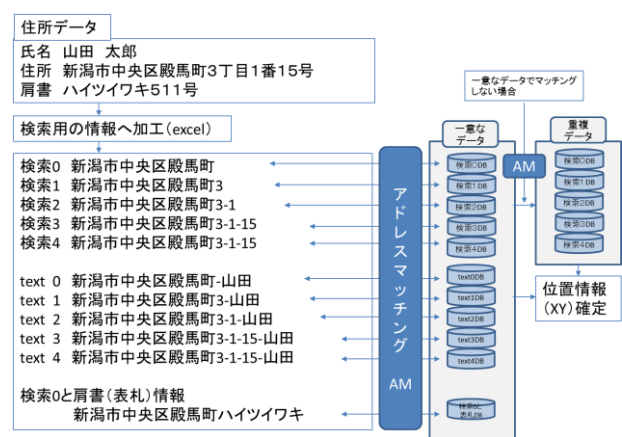 住所データ
氏名 山田 太郎
住所 新潟市中央区殿馬町3丁目1番15号
肩書 ハイツイワキ511号
検索用の情報へ加工(excel)
検索0 新潟市中央区殿馬町
検索1 新潟市中央区殿馬町3
検索2 新潟市中央区殿馬町3-1
検索3 新潟市中央区殿馬町3-1-15
検索4 新潟市中央区殿馬町3-1-15
text 0 新潟市中央区殿馬町-山田
text 1 新潟市中央区殿馬町3-山田
text 2 新潟市中央区殿馬町3-1-山田
text 3 新潟市中央区殿馬町3-1-15-山田
text 4 新潟市中央区殿馬町3-1-15-山田
検索0と肩書(表札)情報
新潟市中央区殿馬町ハイツイワキ
アドレスマッチング
AM
一意な
データ
検索0DB
検索1DB
検索2DB
検索3DB
検索4DB
text0DB
text1DB
text2DB
text3DB
text4DB
検索0と
表札DB
一意なデータでマッチング
しない場合
AM
重複
データ
検索0DB
検索1DB
検索2DB
検索3DB
検索4DB
位置情報
(XY)確定